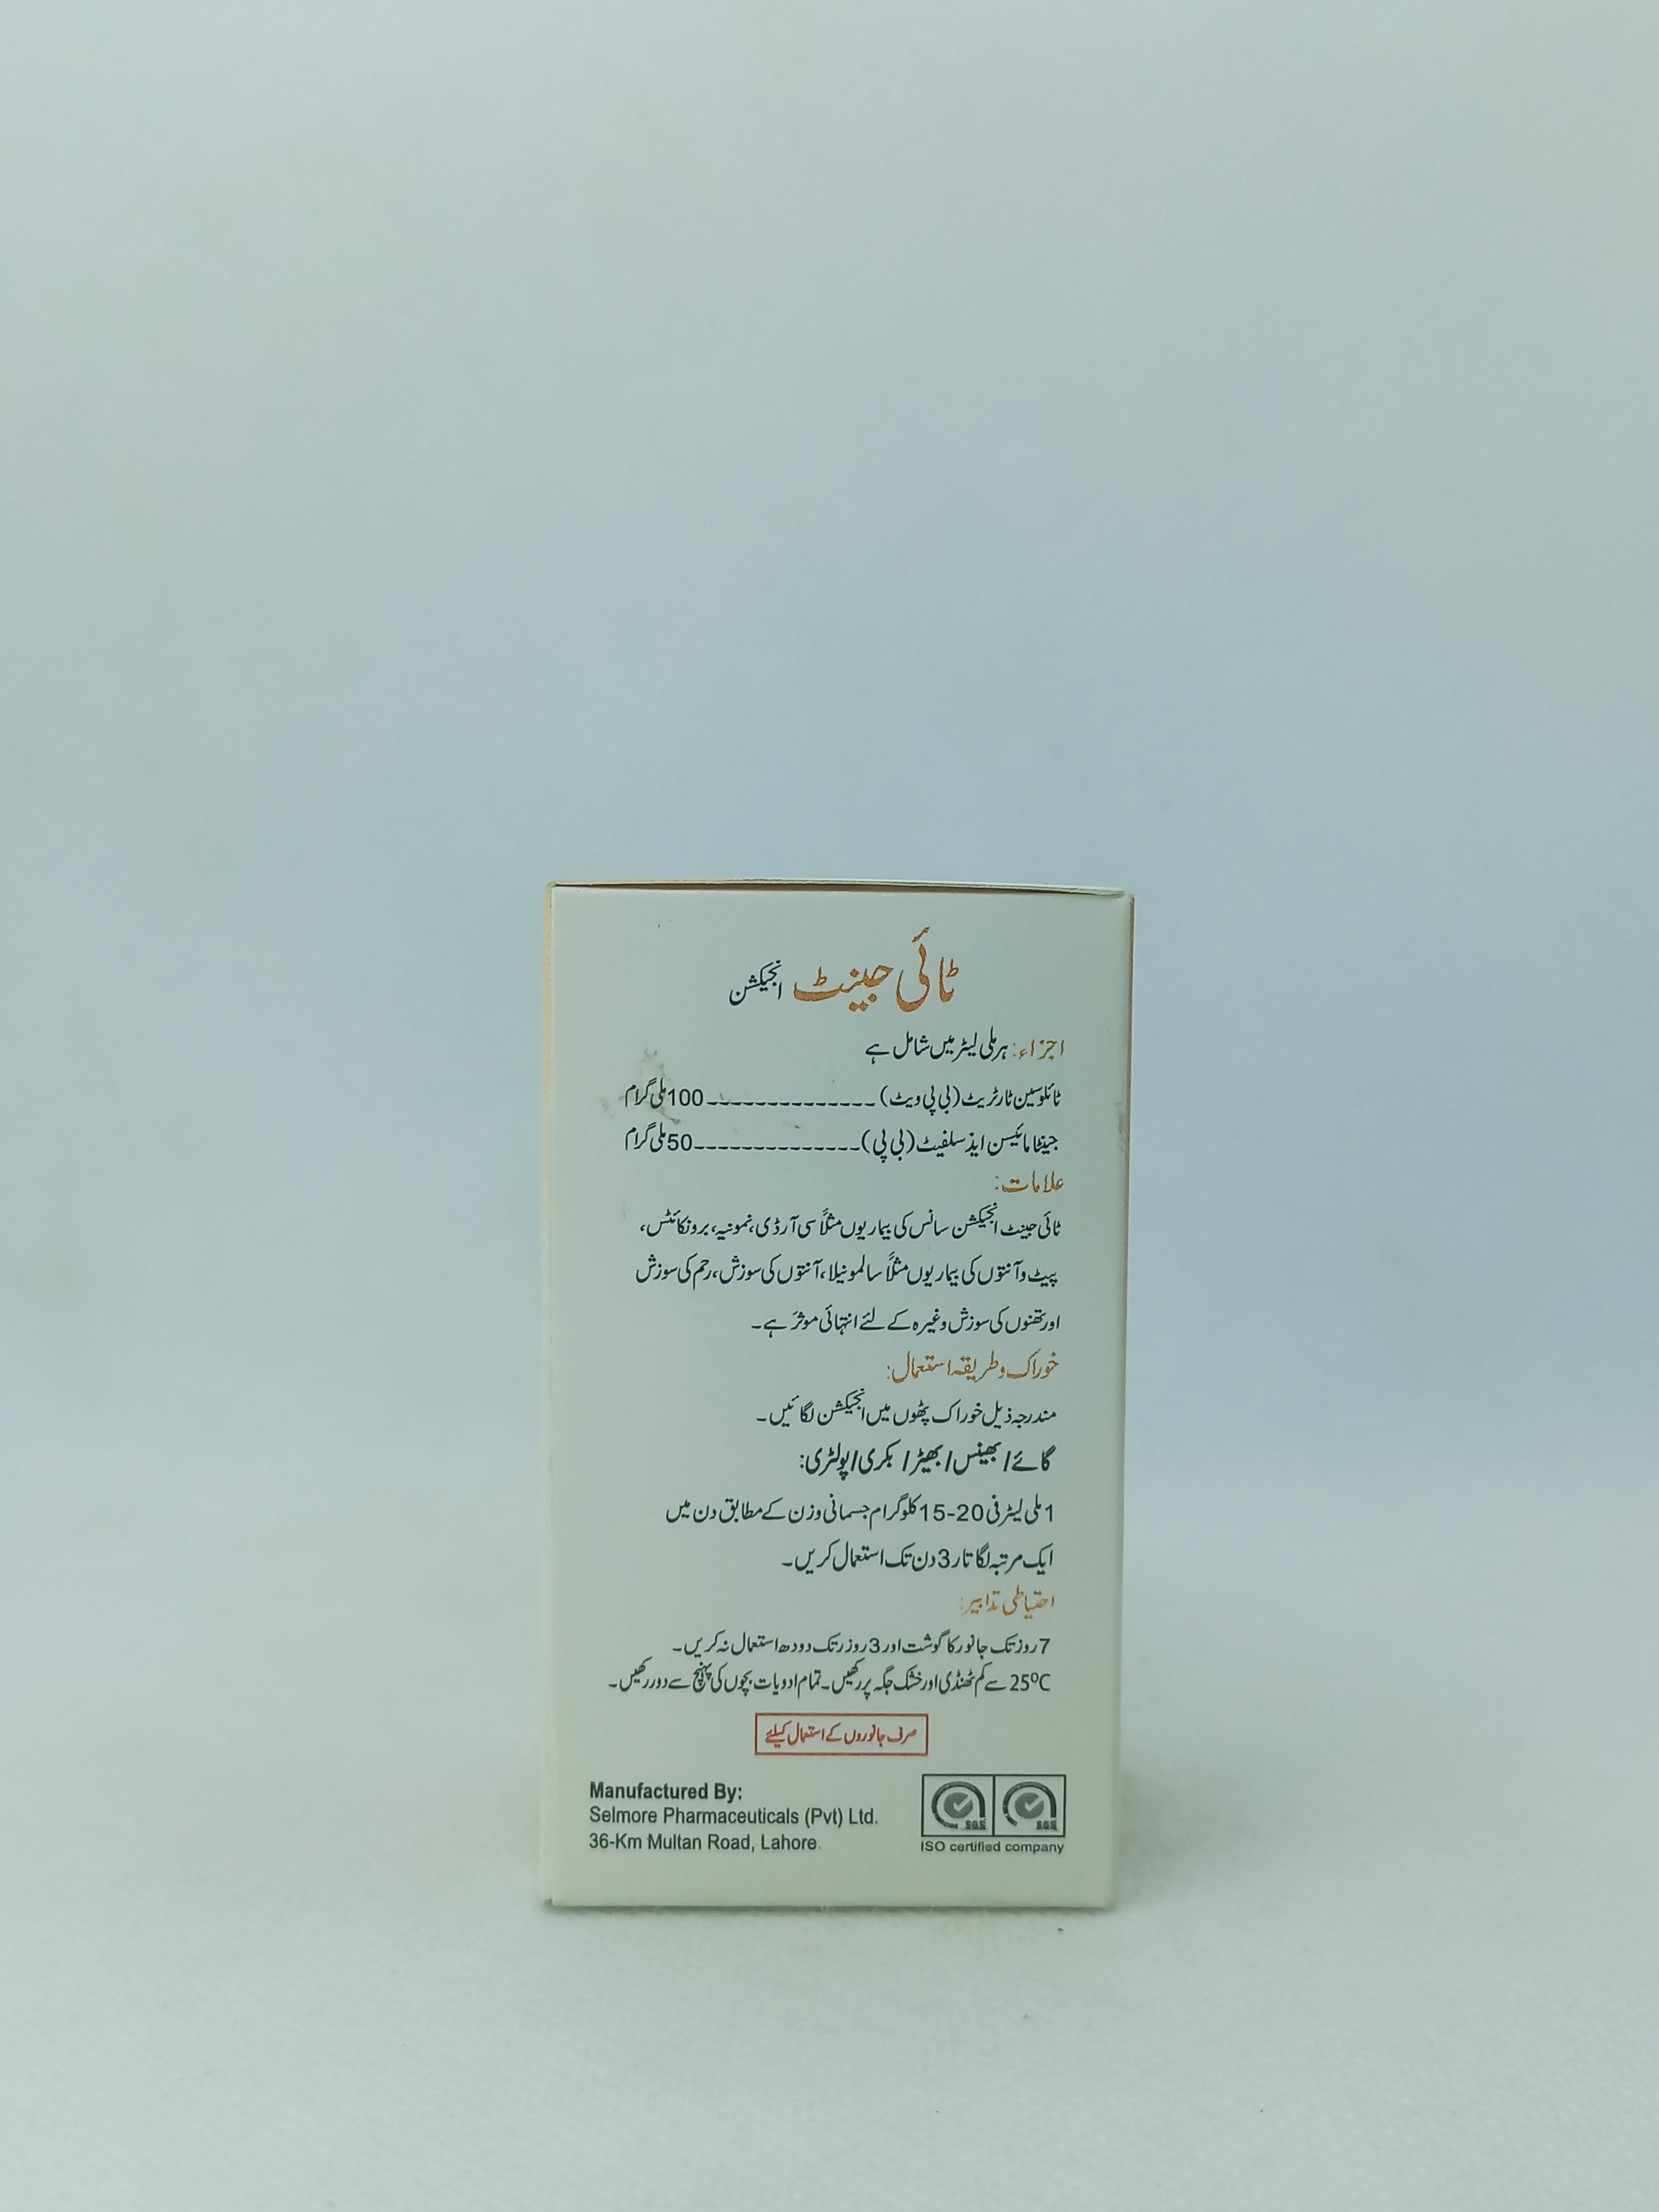 ٹائی جینٹ انجیکشن
اجزاء: ہر ملی لیٹر میں شامل ہے
ٹائلوسین ٹارٹریٹ (بی پی ویٹ) -------------- 100 ملی گرام
جینٹا مائیسن ایذ سلفیٹ (بی پی) -------------- 50 ملی گرام
علامات:
ٹائی جینٹ انجیکشن سانس کی بیماریوں مثلاً سی آر ڈی، نمونیہ، برونکائٹس،
پیٹ و آنتوں کی بیماریوں مثلاً سالمونیلا، آنتوں کی سوزش، رحم کی سوزش
اور تھنوں کی سوزش وغیرہ کے لئے انتہائی موثر ہے۔
خوراک و طریقہ استعمال:
مندرجہ ذیل خوراک پٹھوں میں انجیکشن لگائیں۔
گائے / بھینس / بھیڑ / بکری / پولٹری:
1 ملی لیٹر فی 20-15 کلوگرام جسمانی وزن کے مطابق دن میں
ایک مرتبہ لگاتار 3 دن تک استعمال کریں۔
احتیاطی تدابیر:
7 روز تک جانور کا گوشت اور 3 روز تک دودھ استعمال نہ کریں۔
25°C سے کم ٹھنڈی اور خشک جگہ پر رکھیں۔ تمام ادویات بچوں کی پہنچ سے دور رکھیں۔
صرف جانوروں کے استعمال کیلئے
Manufactured By:
Selmore Pharmaceuticals (Pvt) Ltd.
36-Km Multan Road, Lahore.
SGS SGS
ISO certified company